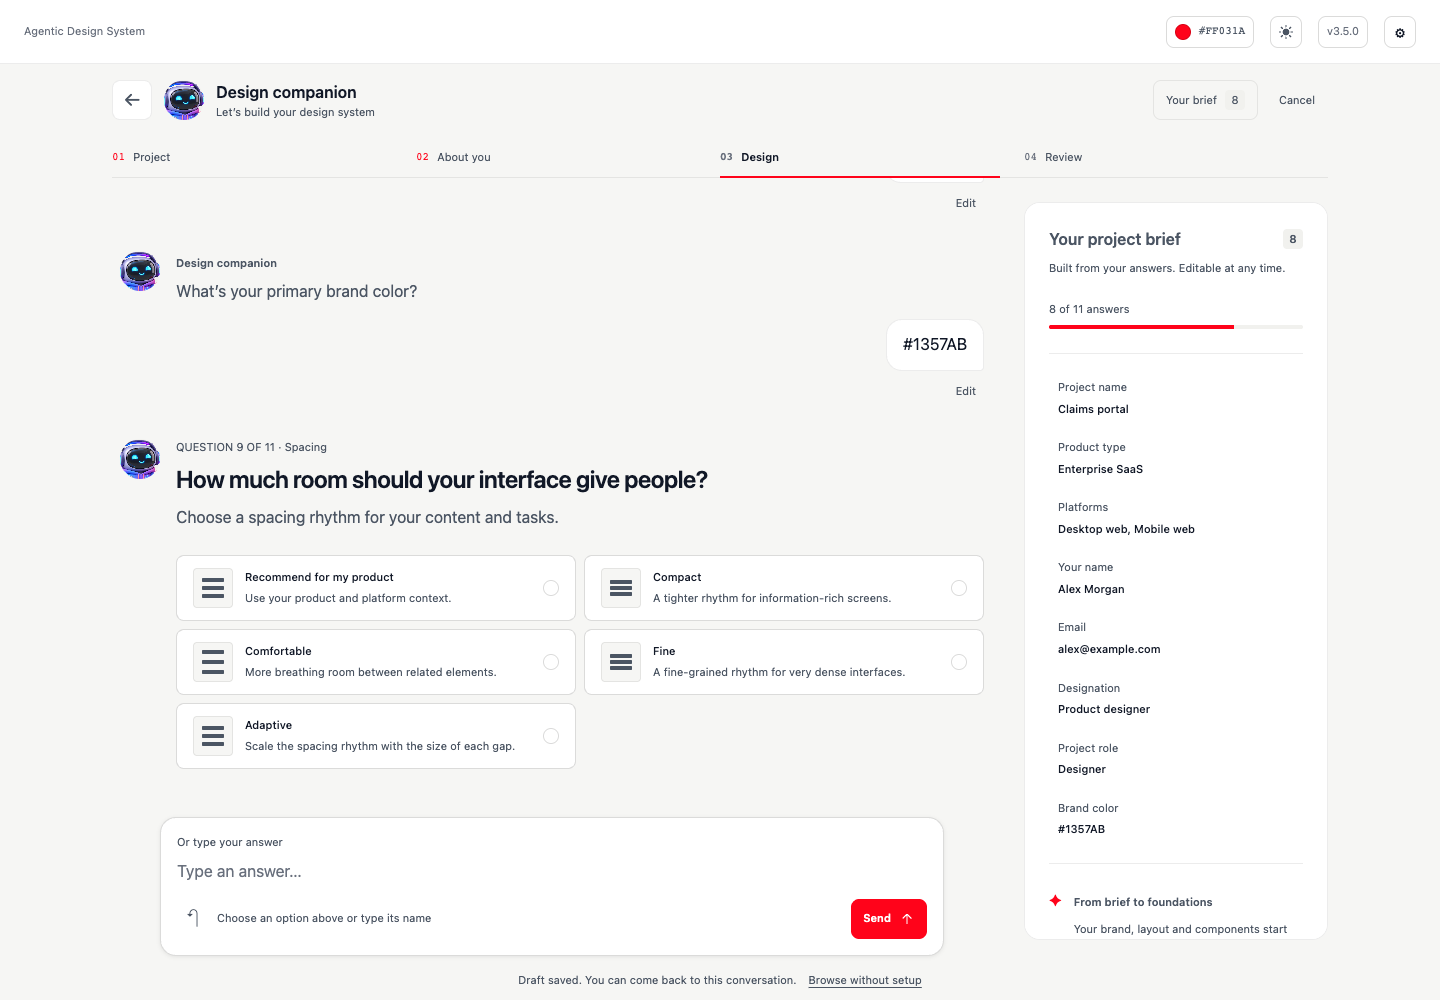 Agentic Design System
#FF031A
v3.5.0
Design companion
Let's build your design system
Your brief 8
Cancel
01 Project
02 About you
03 Design
04 Review
Edit
Design companion
What's your primary brand color?
#1357AB
Edit
QUESTION 9 OF 11 · Spacing
How much room should your interface give people?
Choose a spacing rhythm for your content and tasks.
Recommend for my product
Use your product and platform context.
Compact
A tighter rhythm for information-rich screens.
Comfortable
More breathing room between related elements.
Fine
A fine-grained rhythm for very dense interfaces.
Adaptive
Scale the spacing rhythm with the size of each gap.
Or type your answer
Type an answer...
Choose an option above or type its name
Send
Draft saved. You can come back to this conversation. Browse without setup
Your project brief 8
Built from your answers. Editable at any time.
8 of 11 answers
Project name
Claims portal
Product type
Enterprise SaaS
Platforms
Desktop web, Mobile web
Your name
Alex Morgan
Email
alex@example.com
Designation
Product designer
Project role
Designer
Brand color
#1357AB
From brief to foundations
Your brand, layout and components start